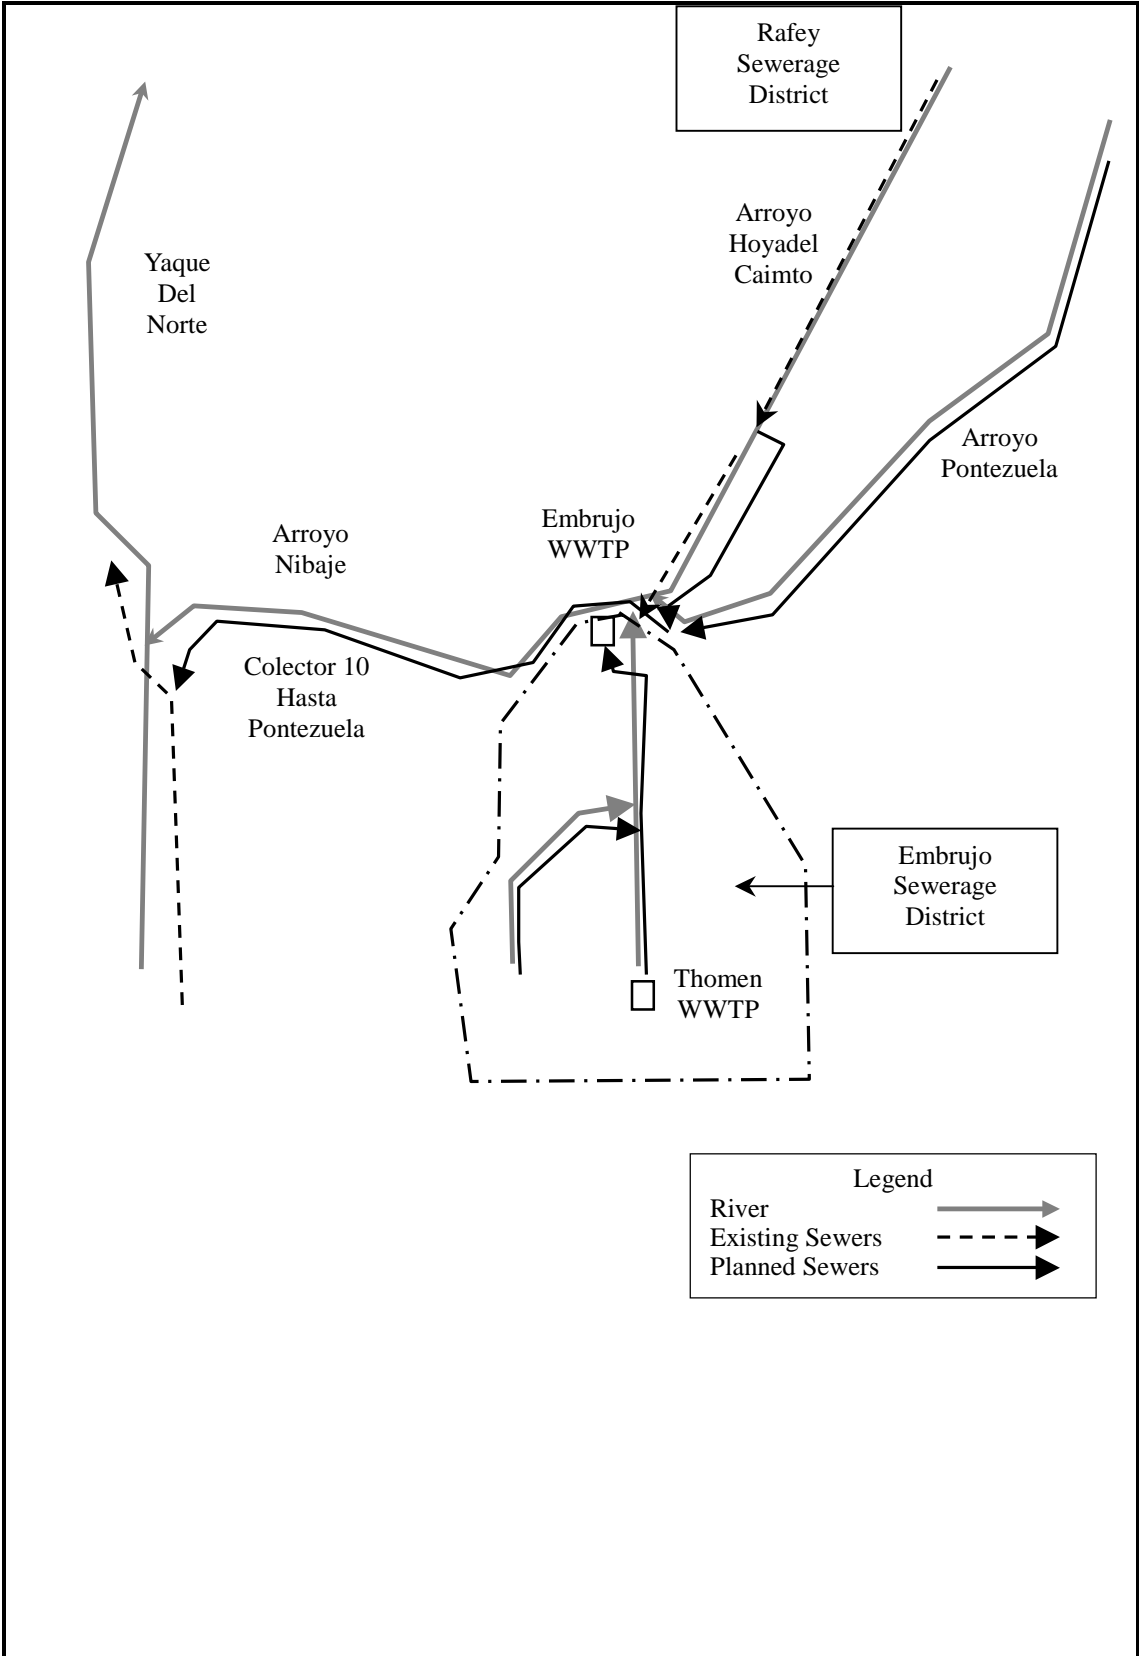 Rafey
Sewerage
District
Arroyo
Hoyadel
Caimto
Yaque
Del
Norte
Arroyo
Pontezuela
Embrujo
WWTP
Arroyo
Nibaje
Colector 10
Hasta
Pontezuela
Embrujo
Sewerage
District
Thomen
WWTP
Legend
River
Existing Sewers
Planned Sewers